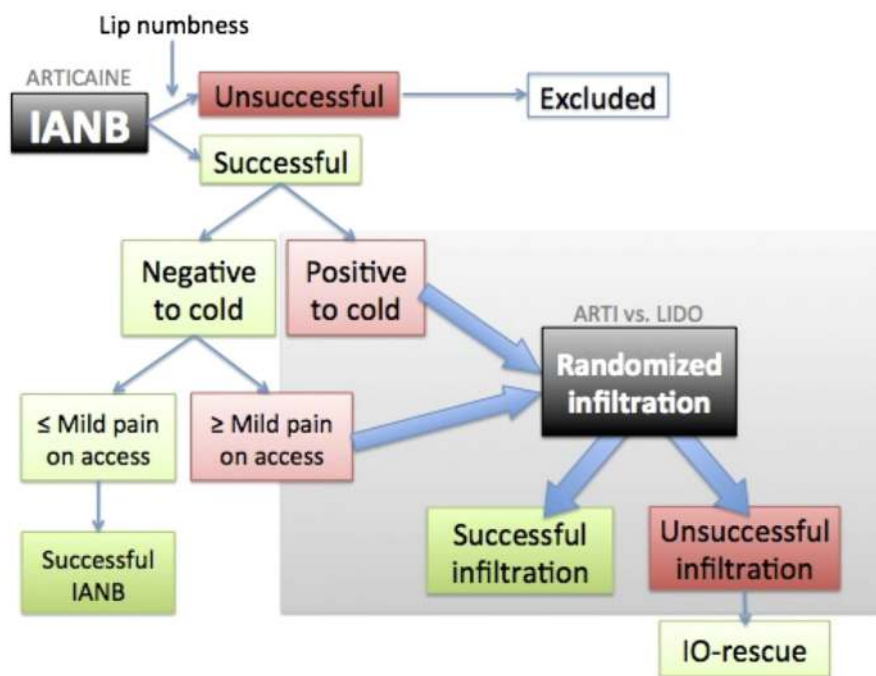 Lip numbness
ARTICAINE
IANB
Unsuccessful
Excluded
Successful
Negative
to cold
Positive
to cold
ARTI vs. LIDO
Randomized
infiltration
≤ Mild pain
on access
≥ Mild pain
on access
Successful
IANB
Successful
infiltration
Unsuccessful
infiltration
IO-rescue